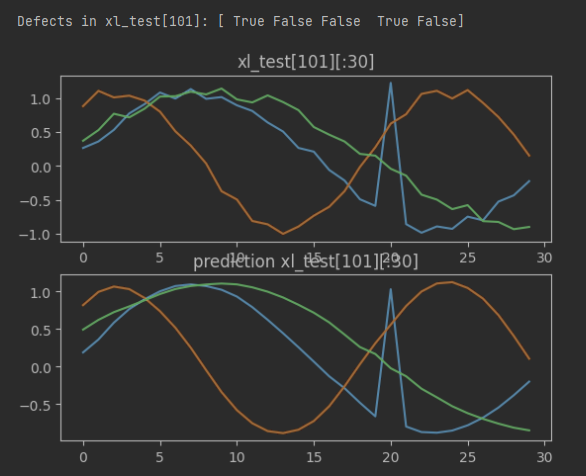 Defects in xl_test[101]: [ True False False  True False]
xl_test[101][:30]
1.0
0.5
0.0
-0.5
-1.0
0 5 10 15 20 25 30
prediction xl_test[101][:30]
1.0
0.5
0.0
-0.5
0 5 10 15 20 25 30